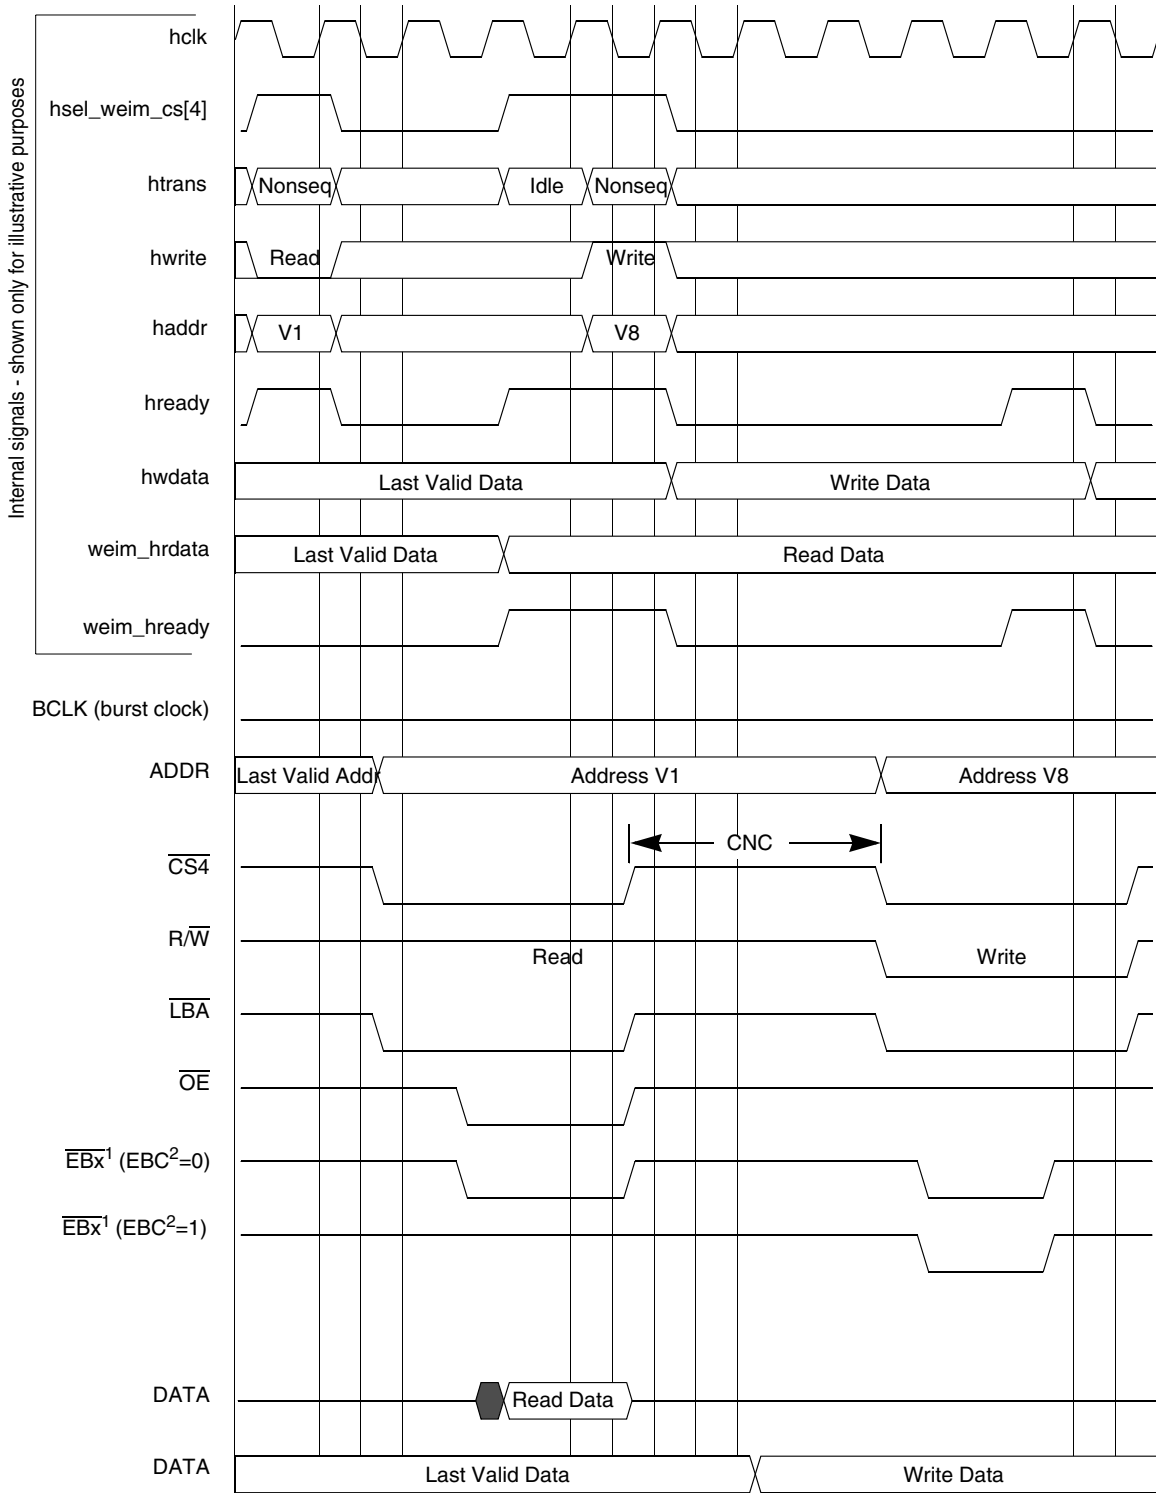 Internal signals - shown only for illustrative purposes
hclk
hsel_weim_cs[4]
htrans Nonseq Idle Nonseq
hwrite Read Write
haddr V1 V8
hready
hwdata Last Valid Data Write Data
weim_hrdata Last Valid Data Read Data
weim_hready
BCLK (burst clock)
ADDR Last Valid Addr Address V1 Address V8
CNC
CS4
R/W Read Write
LBA
OE
EBx1 (EBC2=0)
EBx1 (EBC2=1)
DATA Read Data
DATA Last Valid Data Write Data